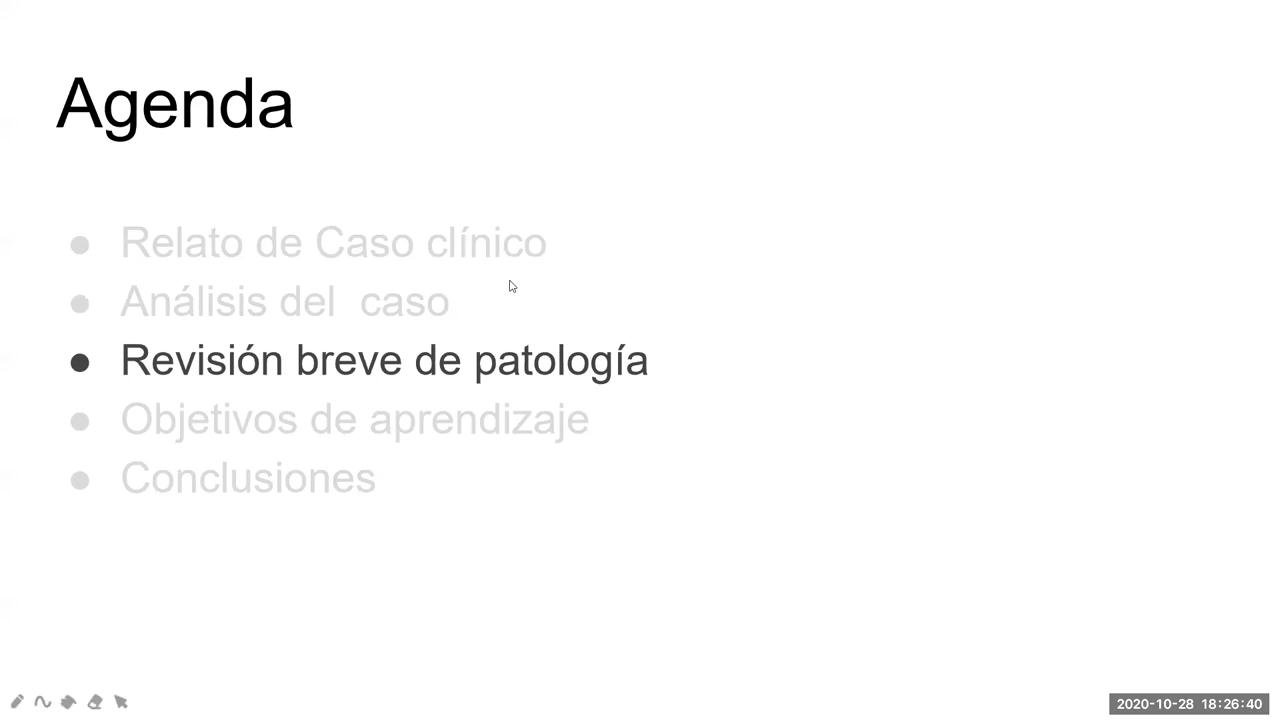 Agenda
● Relato de Caso clínico
● Análisis del  caso
● Revisión breve de patología
● Objetivos de aprendizaje
● Conclusiones
2020-10-28 18:26:40